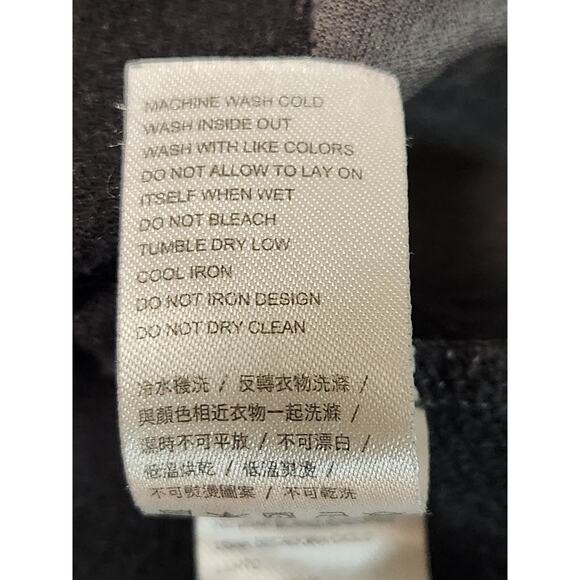 MACHINE WASH COLD
WASH INSIDE OUT
WASH WITH LIKE COLORS
DO NOT ALLOW TO LAY ON
ITSELF WHEN WET
DO NOT BLEACH
TUMBLE DRY LOW
COOL IRON
DO NOT IRON DESIGN
DO NOT DRY CLEAN
冷水機洗 / 反轉衣物洗滌 /
與顏色相近衣物一起洗滌 /
濕時不可平放 / 不可漂白 /
低溫烘乾 / 低溫熨燙 /
不可熨燙圖案 / 不可乾洗